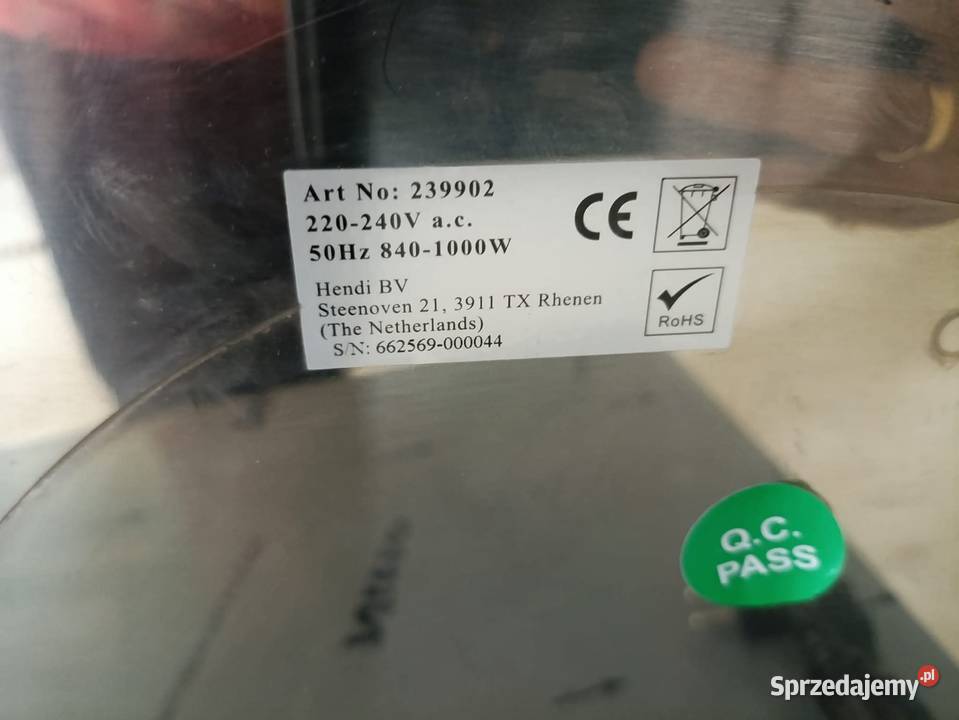 Art No: 239902
220-240V a.c.
50Hz 840-1000W
Hendi BV
Steenoven 21, 3911 TX Rhenen
(The Netherlands)
S/N: 662569-000044
CE
RoHS
Q.C.
PASS
Sprzedajemy.pl